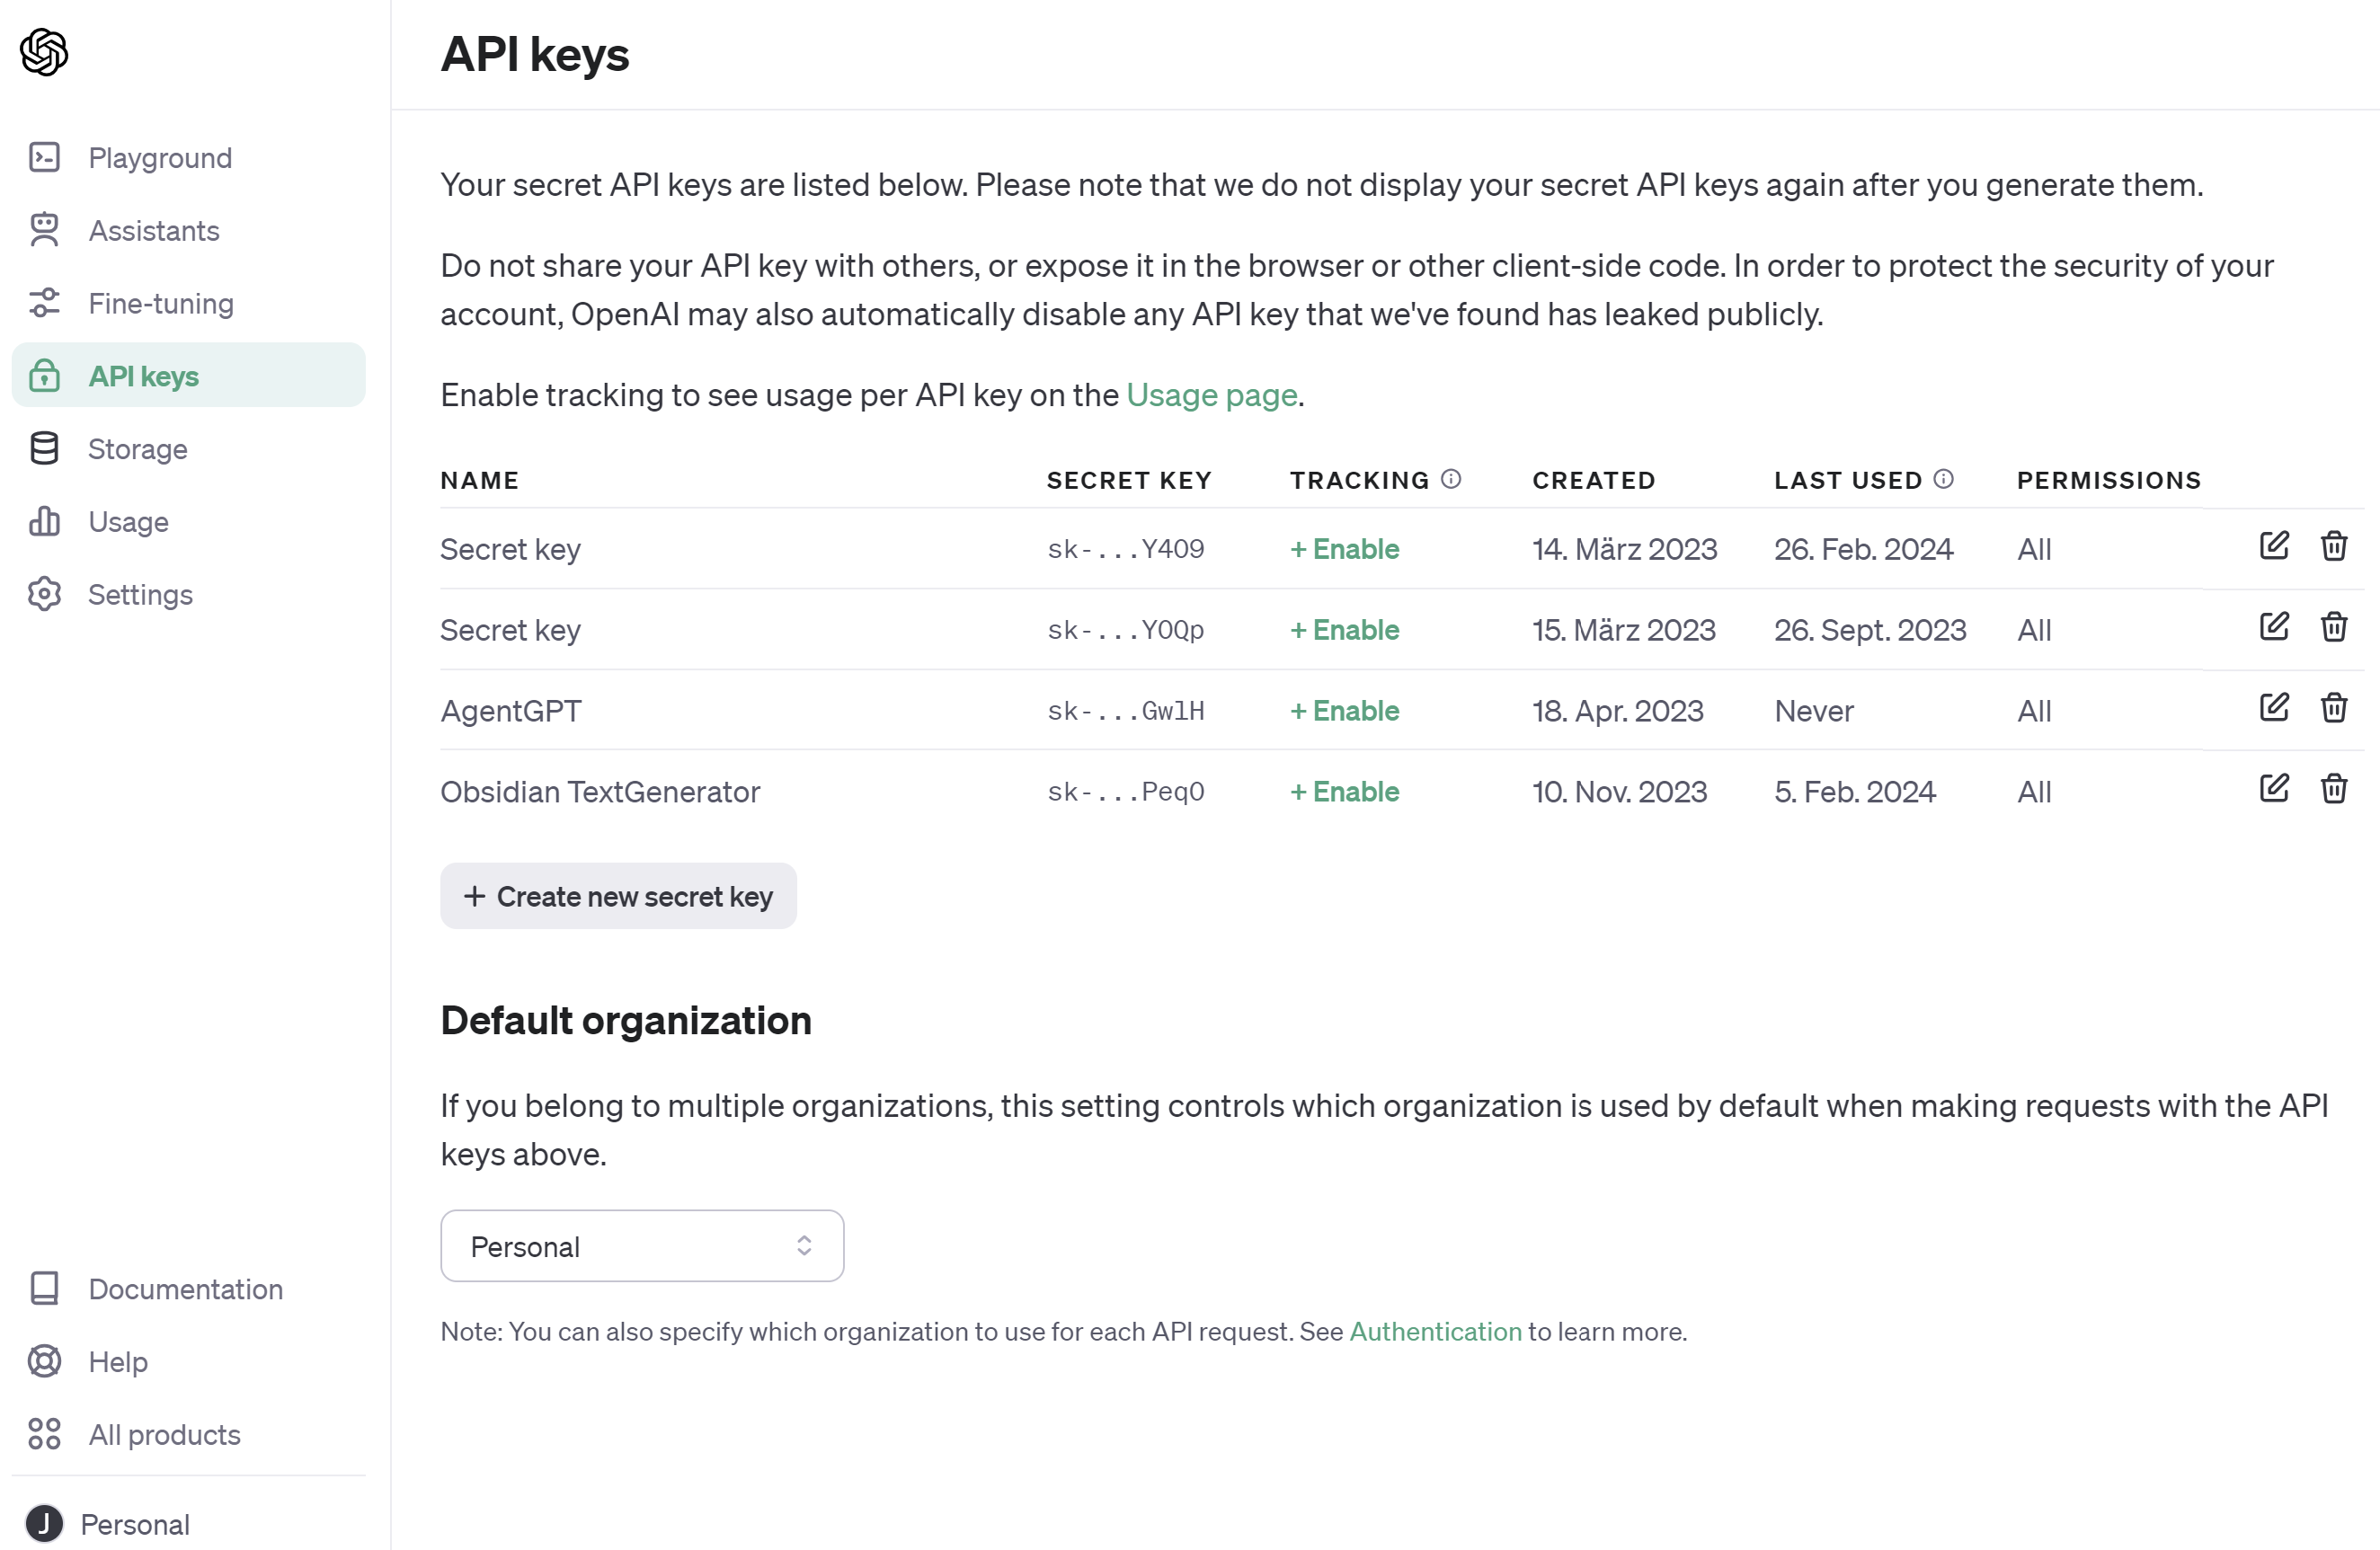 API keys
Playground
Assistants
Fine-tuning
API keys
Storage
Usage
Settings
Your secret API keys are listed below. Please note that we do not display your secret API keys again after you generate them.
Do not share your API key with others, or expose it in the browser or other client-side code. In order to protect the security of your
account, OpenAI may also automatically disable any API key that we've found has leaked publicly.
Enable tracking to see usage per API key on the Usage page.
NAME SECRET KEY TRACKING CREATED LAST USED PERMISSIONS
Secret key sk-...Y4O9 + Enable 14. März 2023 26. Feb. 2024 All
Secret key sk-...YOQp + Enable 15. März 2023 26. Sept. 2023 All
AgentGPT sk-...GwlH + Enable 18. Apr. 2023 Never All
Obsidian TextGenerator sk-...PeqO + Enable 10. Nov. 2023 5. Feb. 2024 All
+ Create new secret key
Default organization
If you belong to multiple organizations, this setting controls which organization is used by default when making requests with the API
keys above.
Personal
Note: You can also specify which organization to use for each API request. See Authentication to learn more.
Documentation
Help
All products
J Personal